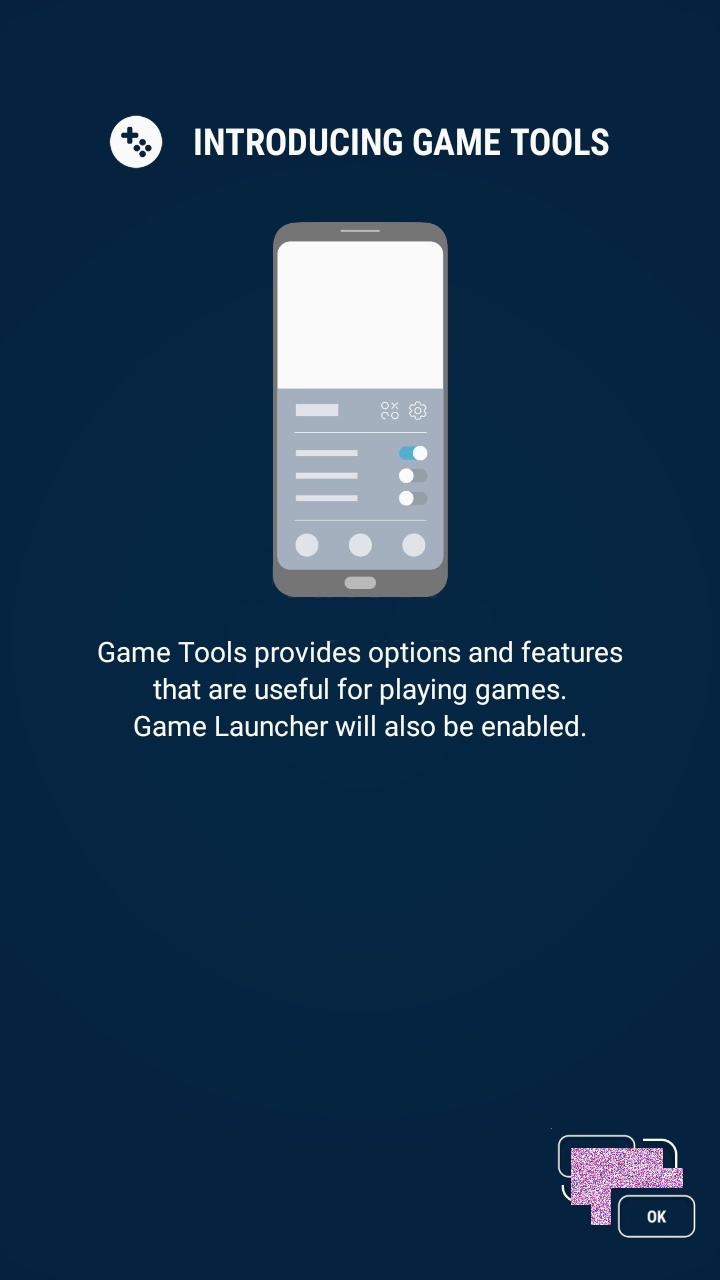 INTRODUCING GAME TOOLS
Game Tools provides options and features
that are useful for playing games.
Game Launcher will also be enabled.
OK